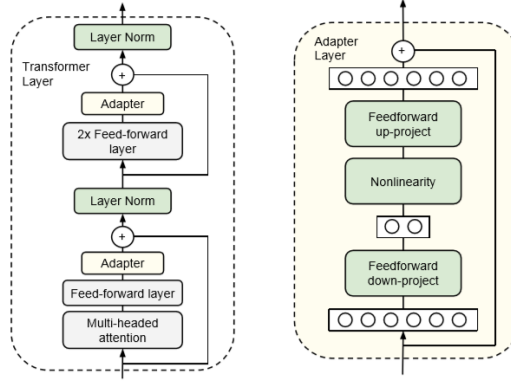 Layer Norm
Transformer
Layer
+
Adapter
2x Feed-forward
layer
Layer Norm
+
Adapter
Feed-forward layer
Multi-headed
attention
Adapter
Layer
+
Feedforward
up-project
Nonlinearity
Feedforward
down-project